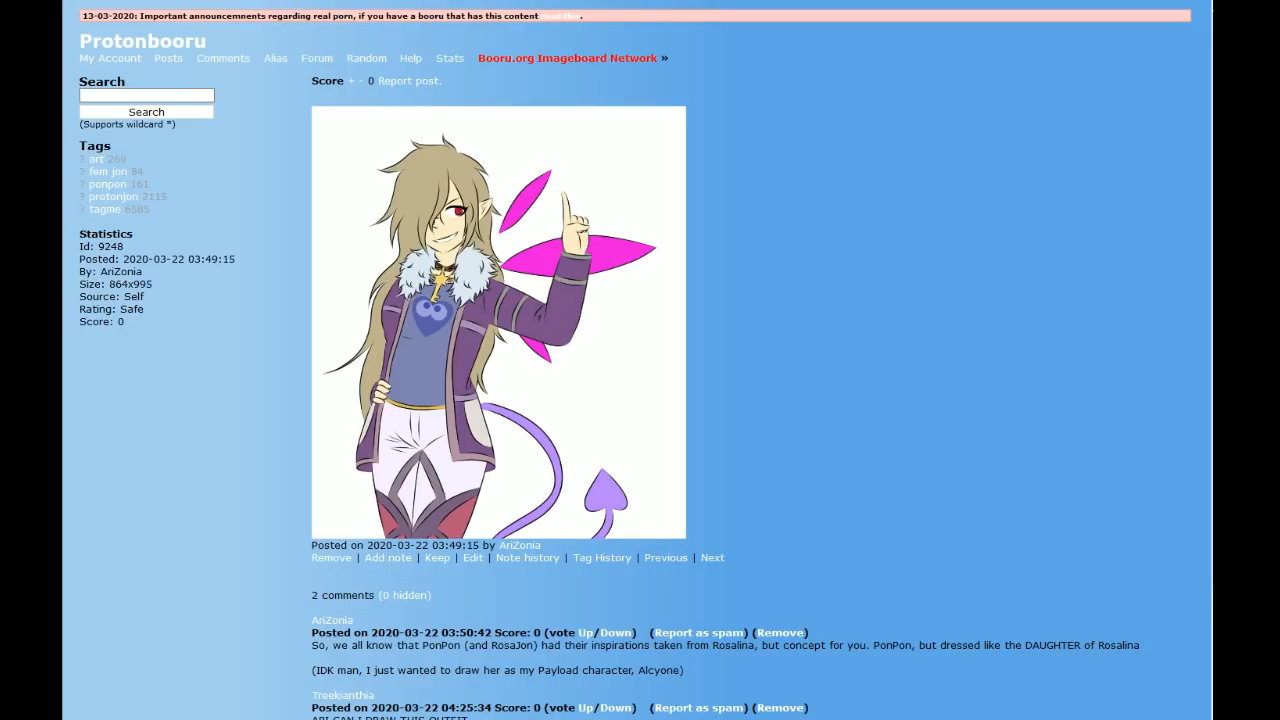 13-03-2020: Important announcemnents regarding real porn, if you have a booru that has this content read this.
Protonbooru
My Account Posts Comments Alias Forum Random Help Stats Booru.org Imageboard Network »
Search
Search
(Supports wildcard *)
Tags
? art 269
? fem jon 84
? ponpon 161
? protonjon 2115
? tagme 6585
Statistics
Id: 9248
Posted: 2020-03-22 03:49:15
By: AriZonia
Size: 864x995
Source: Self
Rating: Safe
Score: 0
Score + - 0 Report post.
Posted on 2020-03-22 03:49:15 by AriZonia
Remove | Add note | Keep | Edit | Note history | Tag History | Previous | Next
2 comments (0 hidden)
AriZonia
Posted on 2020-03-22 03:50:42 Score: 0 (vote Up/Down) (Report as spam) (Remove)
So, we all know that PonPon (and RosaJon) had their inspirations taken from Rosalina, but concept for you. PonPon, but dressed like the DAUGHTER of Rosalina
(IDK man, I just wanted to draw her as my Payload character, Alcyone)
Treekianthia
Posted on 2020-03-22 04:25:34 Score: 0 (vote Up/Down) (Report as spam) (Remove)
ARI CAN I DRAW THIS OUTFIT